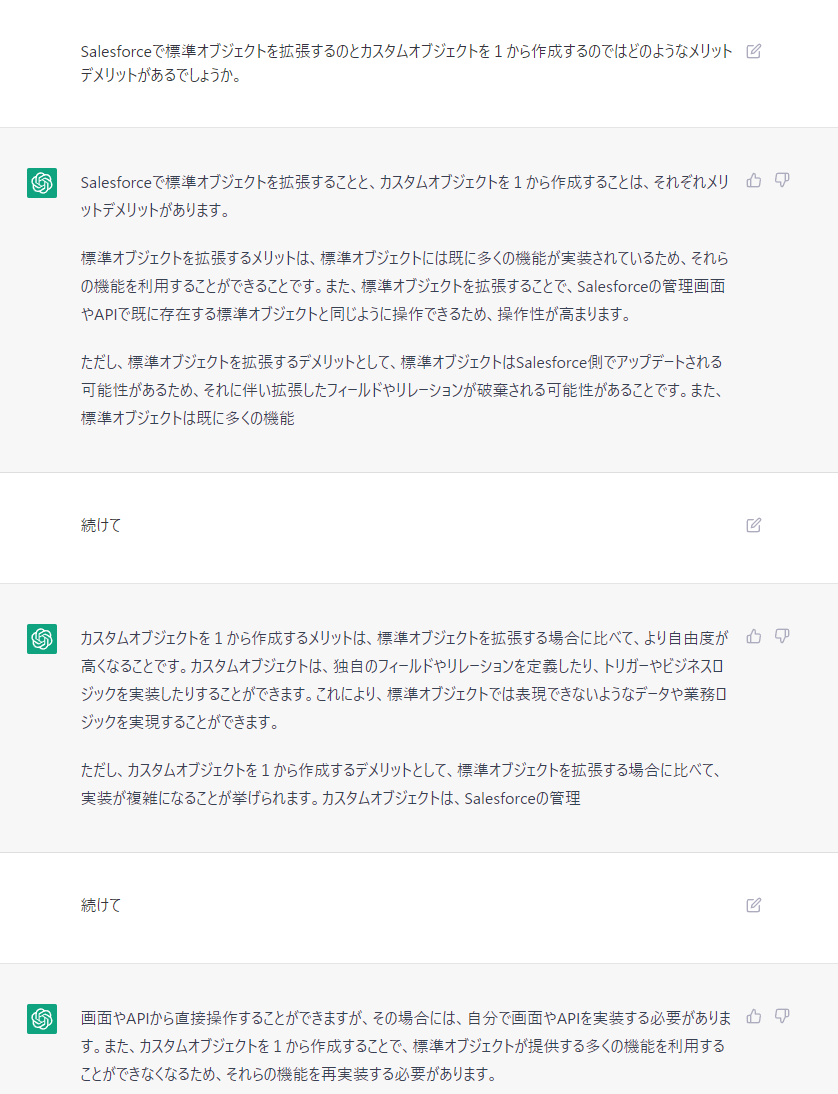 Salesforceで標準オブジェクトを拡張するのとカスタムオブジェクトを１から作成するのではどのようなメリット
デメリットがあるでしょうか。
Salesforceで標準オブジェクトを拡張することと、カスタムオブジェクトを１から作成することは、それぞれメリ
ットデメリットがあります。
標準オブジェクトを拡張するメリットは、標準オブジェクトには既に多くの機能が実装されているため、それら
の機能を利用することができることです。また、標準オブジェクトを拡張することで、Salesforceの管理画面
やAPIで既に存在する標準オブジェクトと同じように操作できるため、操作性が高まります。
ただし、標準オブジェクトを拡張するデメリットとして、標準オブジェクトはSalesforce側でアップデートされる
可能性があるため、それに伴い拡張したフィールドやリレーションが破棄される可能性があることです。また、
標準オブジェクトは既に多くの機能
続けて
カスタムオブジェクトを１から作成するメリットは、標準オブジェクトを拡張する場合に比べて、より自由度が
高くなることです。カスタムオブジェクトは、独自のフィールドやリレーションを定義したり、トリガーやビジネスロ
ジックを実装したりすることができます。これにより、標準オブジェクトでは表現できないようなデータや業務ロ
ジックを実現することができます。
ただし、カスタムオブジェクトを１から作成するデメリットとして、標準オブジェクトを拡張する場合に比べて、
実装が複雑になることが挙げられます。カスタムオブジェクトは、Salesforceの管理
続けて
画面やAPIから直接操作することができますが、その場合には、自分で画面やAPIを実装する必要がありま
す。また、カスタムオブジェクトを１から作成することで、標準オブジェクトが提供する多くの機能を利用する
ことができなくなるため、それらの機能を再実装する必要があります。